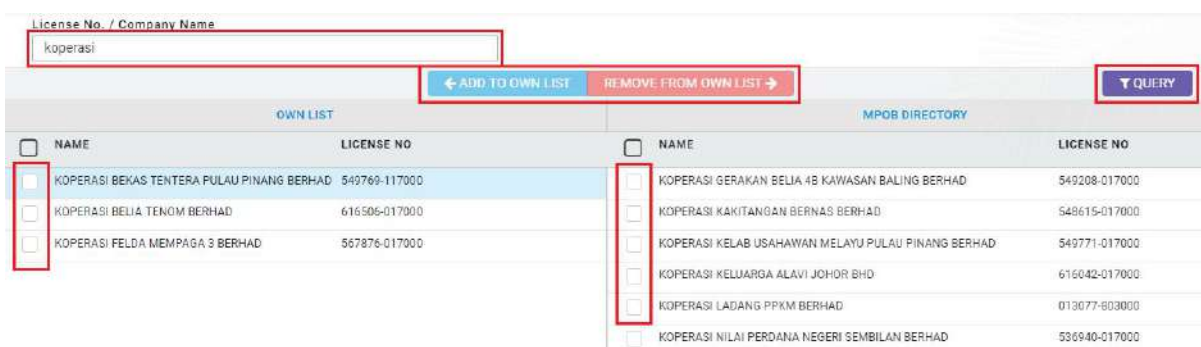 License No. / Company Name
koperasi
← ADD TO OWN LIST REMOVE FROM OWN LIST → QUERY
OWN LIST MPOB DIRECTORY
NAME LICENSE NO NAME LICENSE NO
KOPERASI BEKAS TENTERA PULAU PINANG BERHAD 549769-117000 KOPERASI GERAKAN BELIA 4B KAWASAN BALING BERHAD 549208-017000
KOPERASI BELIA TENOM BERHAD 616506-017000 KOPERASI KAKITANGAN BERNAS BERHAD 548615-017000
KOPERASI FELDA MEMPAGA 3 BERHAD 567876-017000 KOPERASI KELAB USAHAWAN MELAYU PULAU PINANG BERHAD 549771-017000
KOPERASI KELUARGA ALAVI JOHOR BHD 616042-017000
KOPERASI LADANG PPKM BERHAD 013077-603000
KOPERASI NILAI PERDANA NEGERI SEMBILAN BERHAD 536940-017000